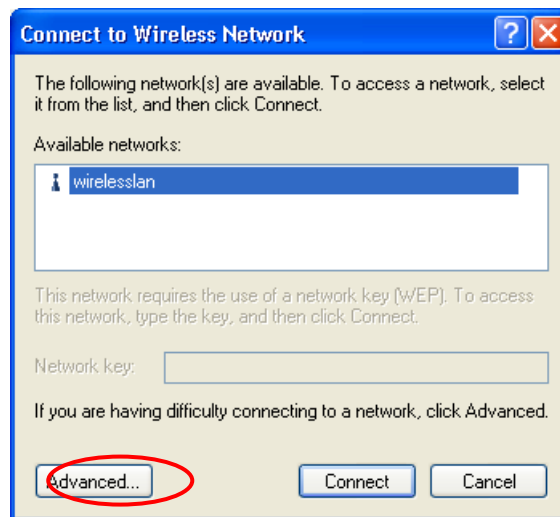 Connect to Wireless Network
The following network(s) are available. To access a network, select
it from the list, and then click Connect.
Available networks:
wirelesslan
This network requires the use of a network key (WEP). To access
this network, type the key, and then click Connect.
Network key:
If you are having difficulty connecting to a network, click Advanced.
Advanced... Connect Cancel